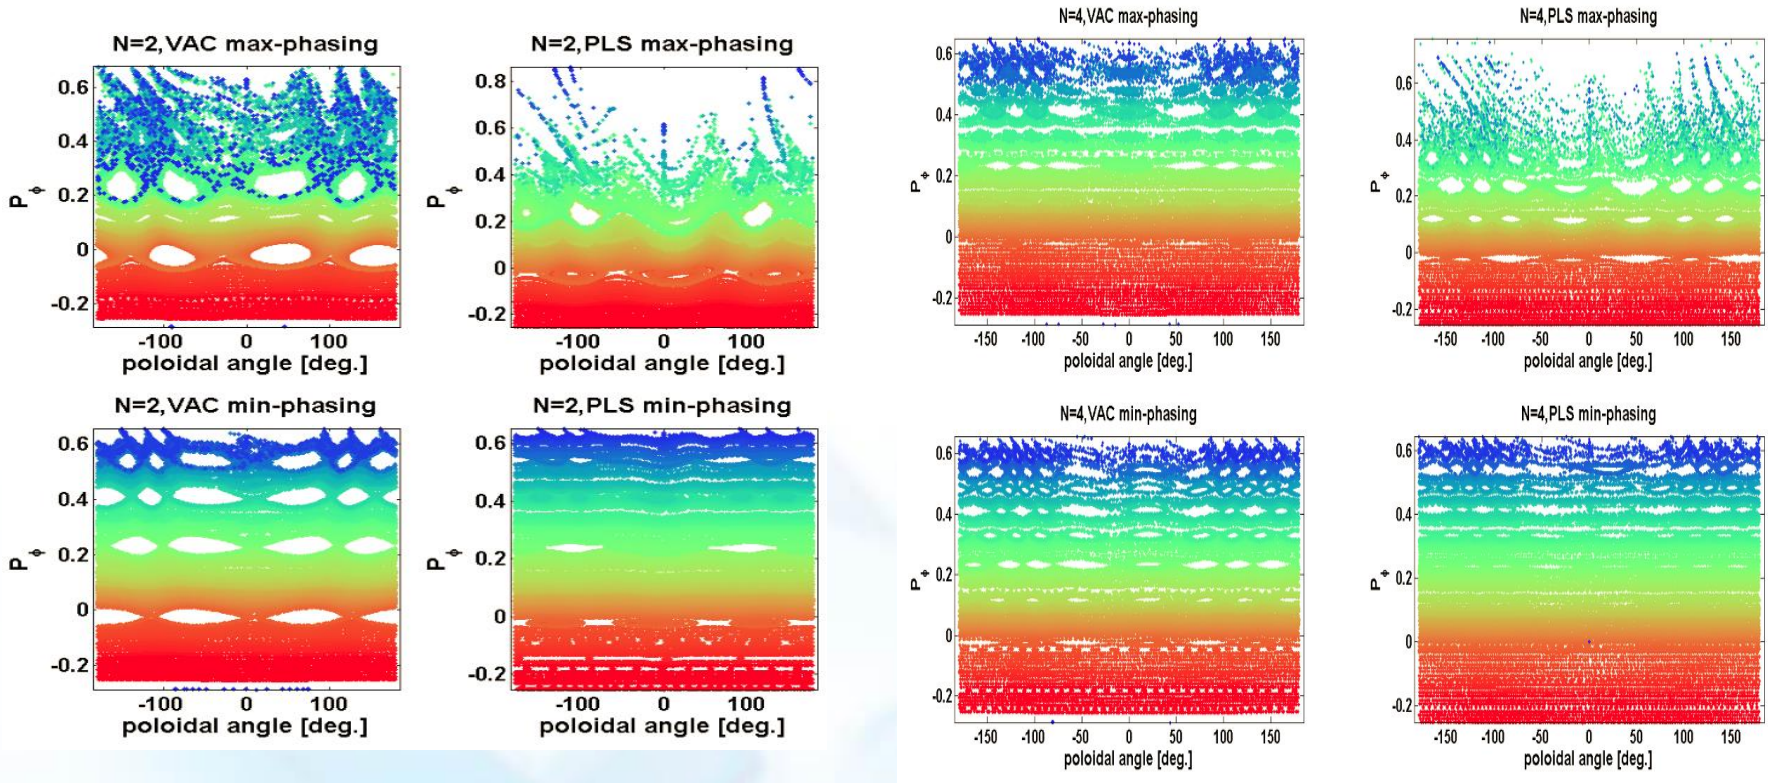 N=2,VAC max-phasing
0.6
0.4
0.2
0
-0.2
P ϕ
-100 0 100
poloidal angle [deg.]
N=2,PLS max-phasing
0.8
0.6
0.4
0.2
0
-0.2
P ϕ
-100 0 100
poloidal angle [deg.]
N=4,VAC max-phasing
0.6
0.4
0.2
0
-0.2
P ϕ
-150 -100 -50 0 50 100 150
poloidal angle [deg.]
N=4,PLS max-phasing
0.6
0.4
0.2
0
-0.2
P ϕ
-150 -100 -50 0 50 100 150
poloidal angle [deg.]
N=2,VAC min-phasing
0.6
0.4
0.2
0
-0.2
P ϕ
-100 0 100
poloidal angle [deg.]
N=2,PLS min-phasing
0.6
0.4
0.2
0
-0.2
P ϕ
-100 0 100
poloidal angle [deg.]
N=4,VAC min-phasing
0.6
0.4
0.2
0
-0.2
P ϕ
-150 -100 -50 0 50 100 150
poloidal angle [deg.]
N=4,PLS min-phasing
0.6
0.4
0.2
0
-0.2
P ϕ
-150 -100 -50 0 50 100 150
poloidal angle [deg.]